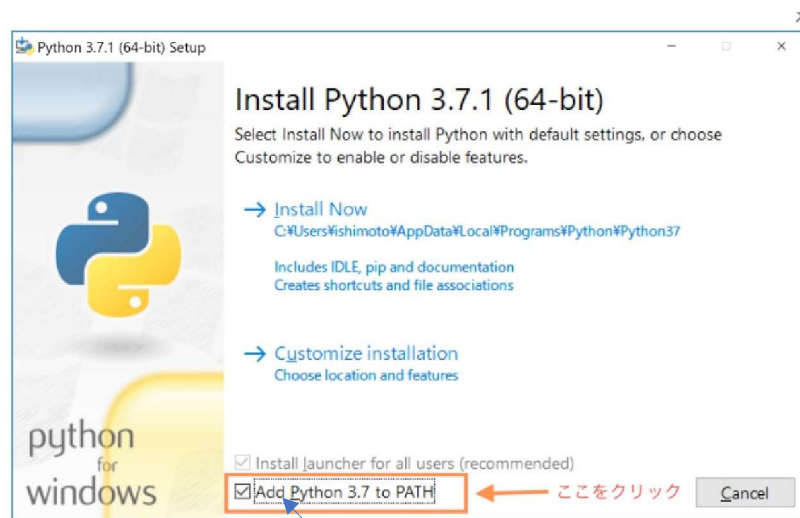 Python 3.7.1 (64-bit) Setup
Install Python 3.7.1 (64-bit)
Select Install Now to install Python with default settings, or choose
Customize to enable or disable features.
Install Now
C:¥Users¥ishimoto¥AppData¥Local¥Programs¥Python¥Python37
Includes IDLE, pip and documentation
Creates shortcuts and file associations
Customize installation
Choose location and features
python
for
windows
Install launcher for all users (recommended)
Add Python 3.7 to PATH
ここをクリック
Cancel